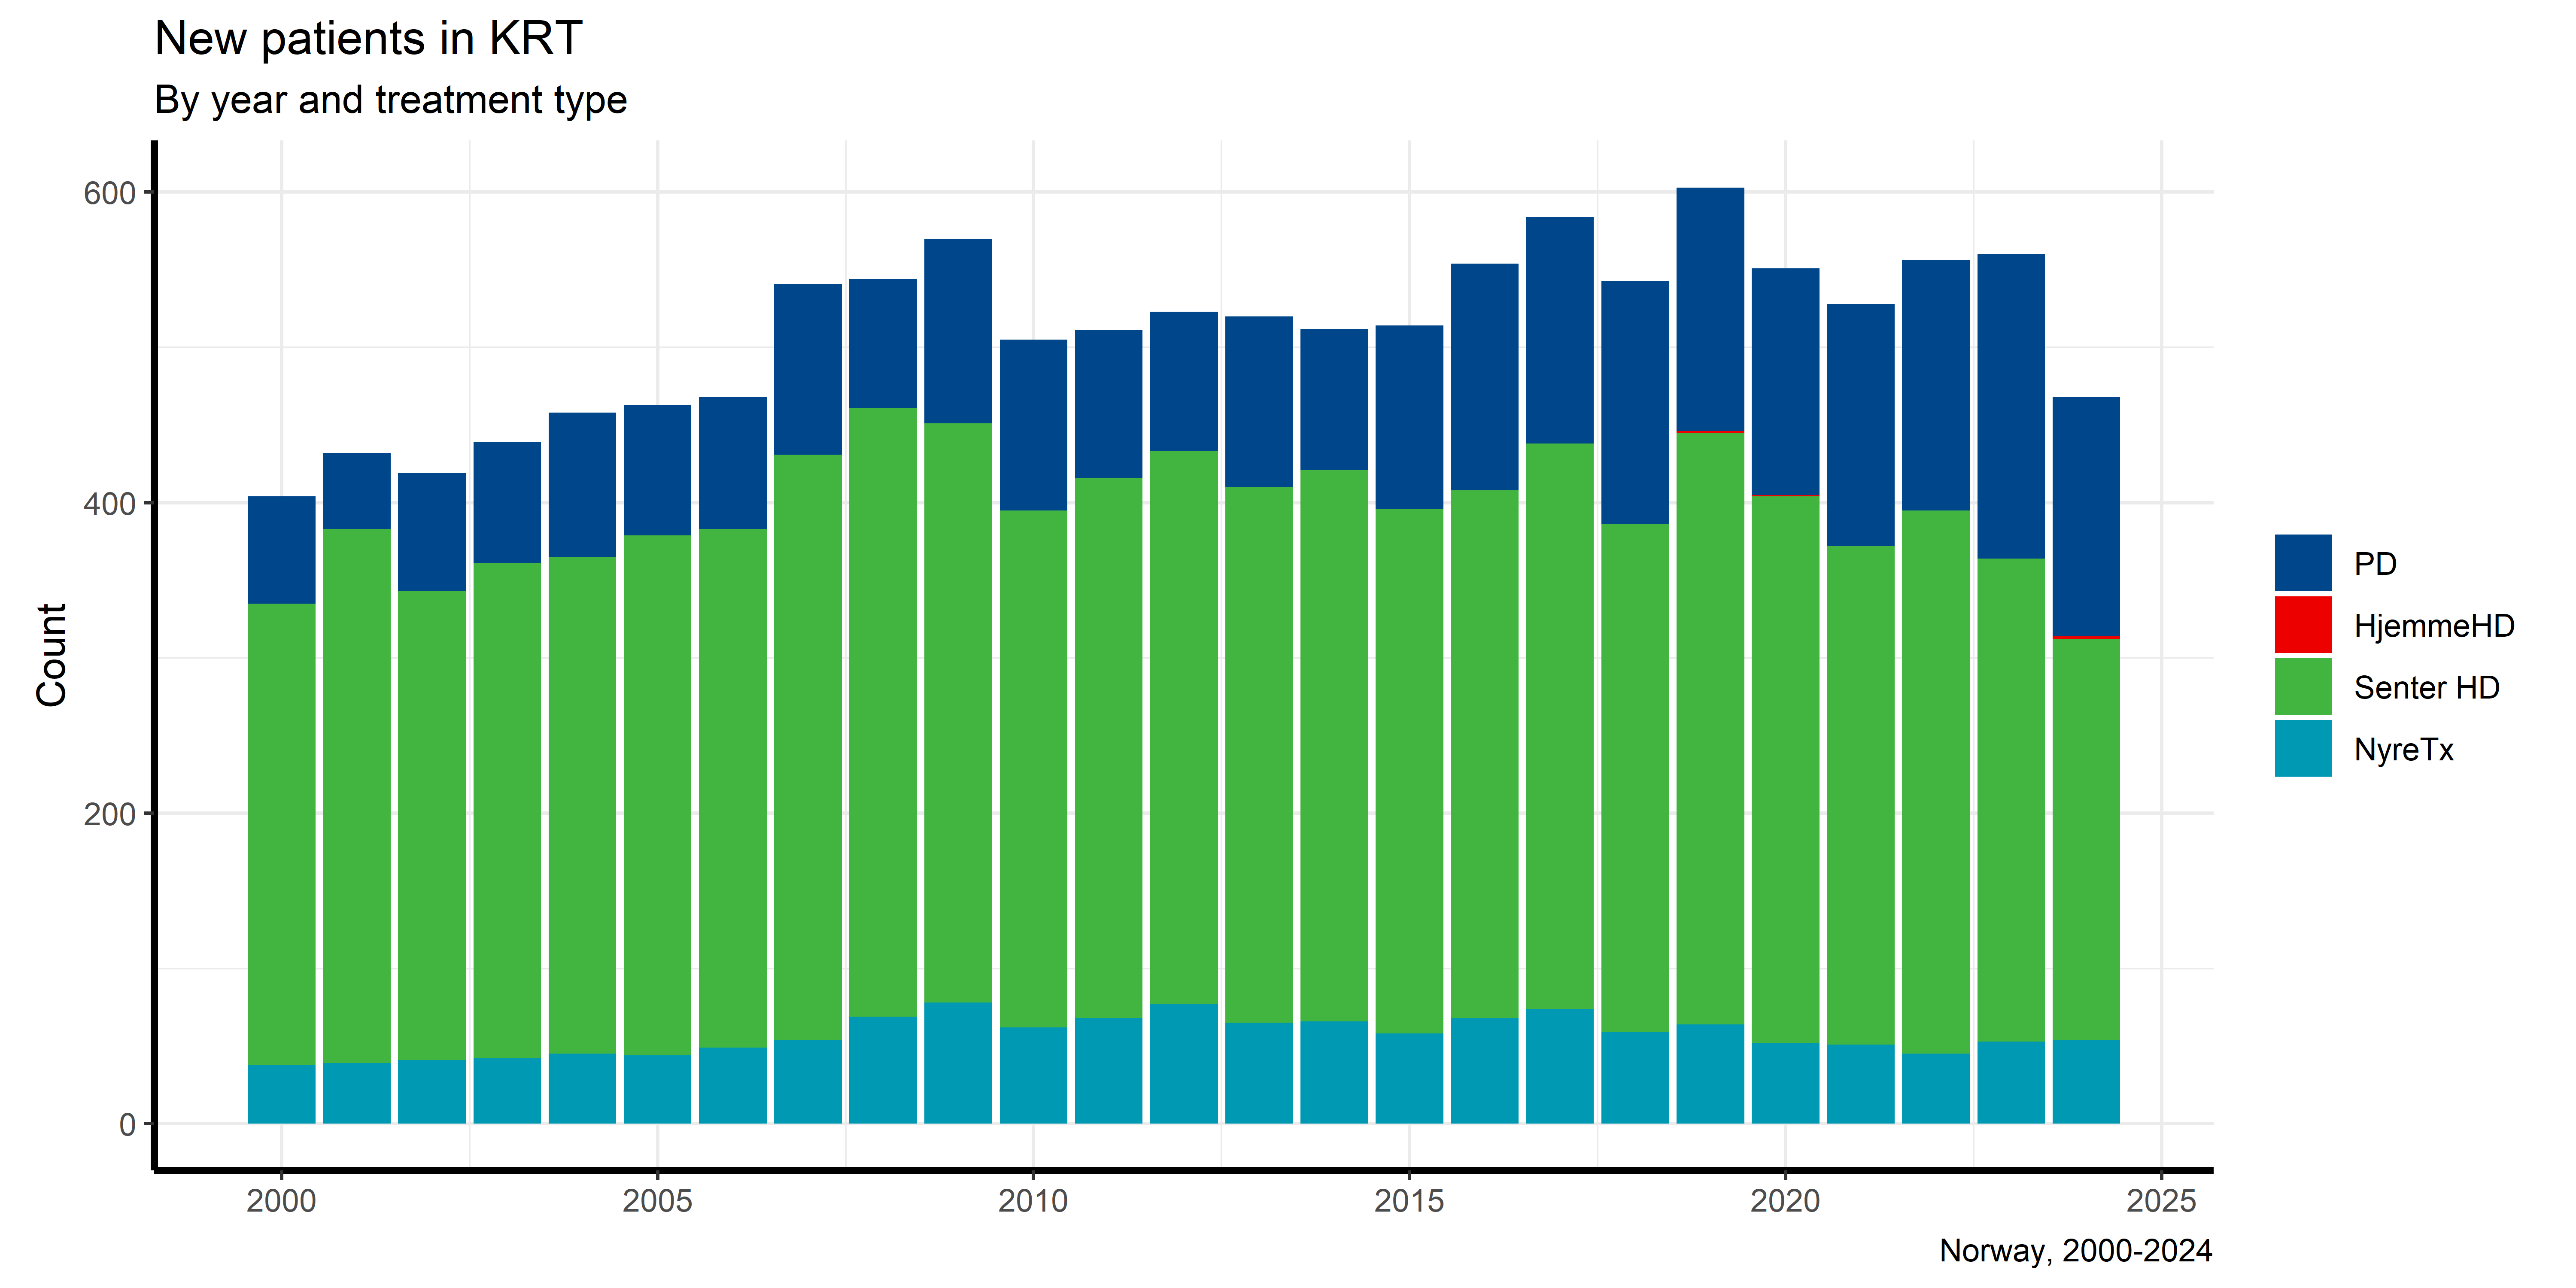 New patients in KRT
By year and treatment type
Count
600
400
200
0
2000 2005 2010 2015 2020 2025
PD
HjemmeHD
Senter HD
NyreTx
Norway, 2000-2024